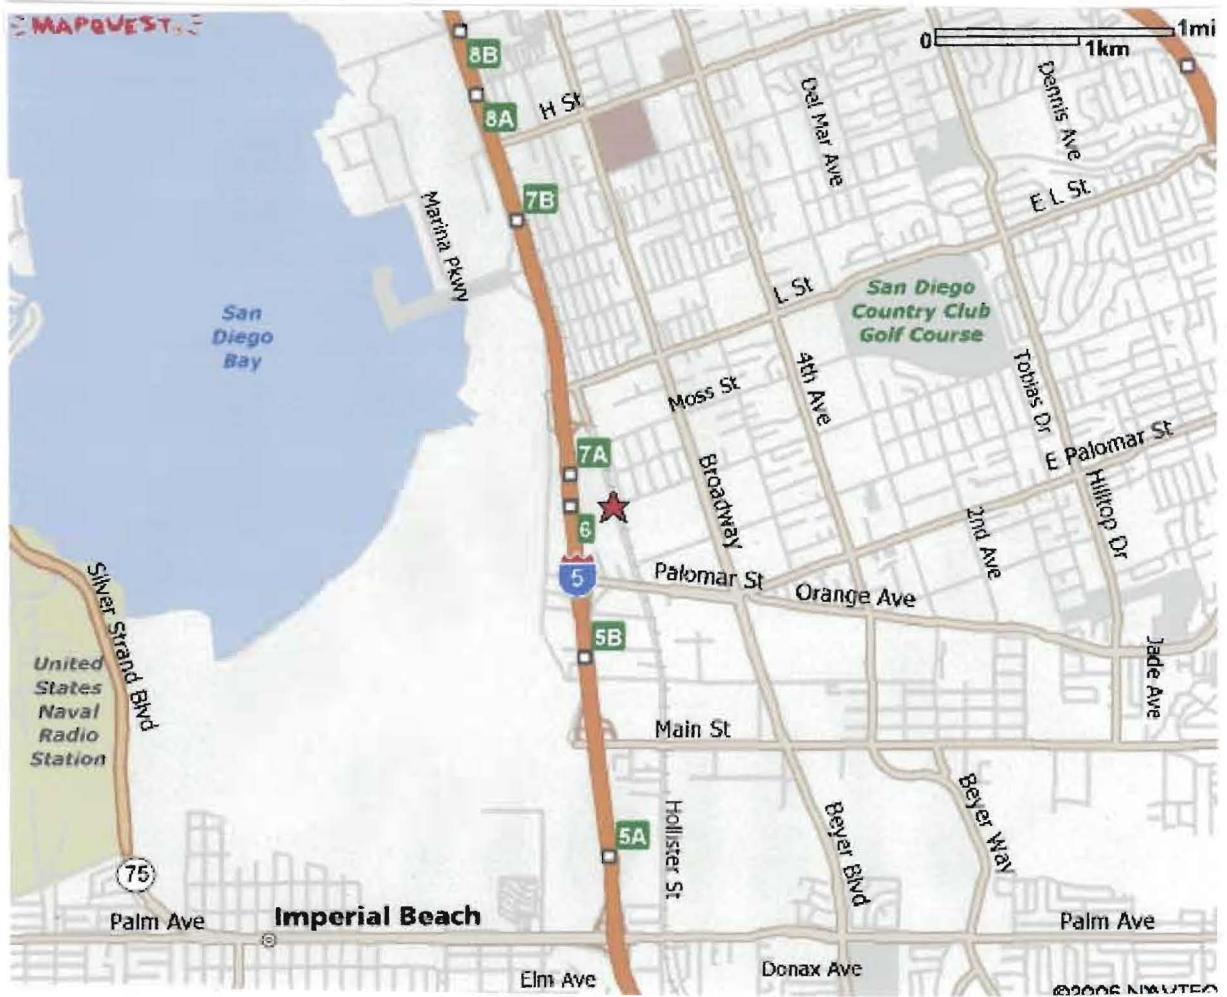 MAPQUEST
0
1mi
1km
8B
8A
H St
Del Mar Ave
Dennis Ave
7B
Marina Pkwy
E L St
L St
San Diego
Country Club
Golf Course
San
Diego
Bay
4th Ave
Tobias Dr
Moss St
E Palomar St
7A
Broadway
Hilltop Dr
6
2nd Ave
5
Palomar St
Orange Ave
Silver Strand Blvd
5B
Jade Ave
United
States
Naval
Radio
Station
Main St
Hollister St
Beyer Blvd
Beyer Way
5A
75
Palm Ave
Imperial Beach
Palm Ave
Elm Ave
Donax Ave
©2006 NAVTEQ